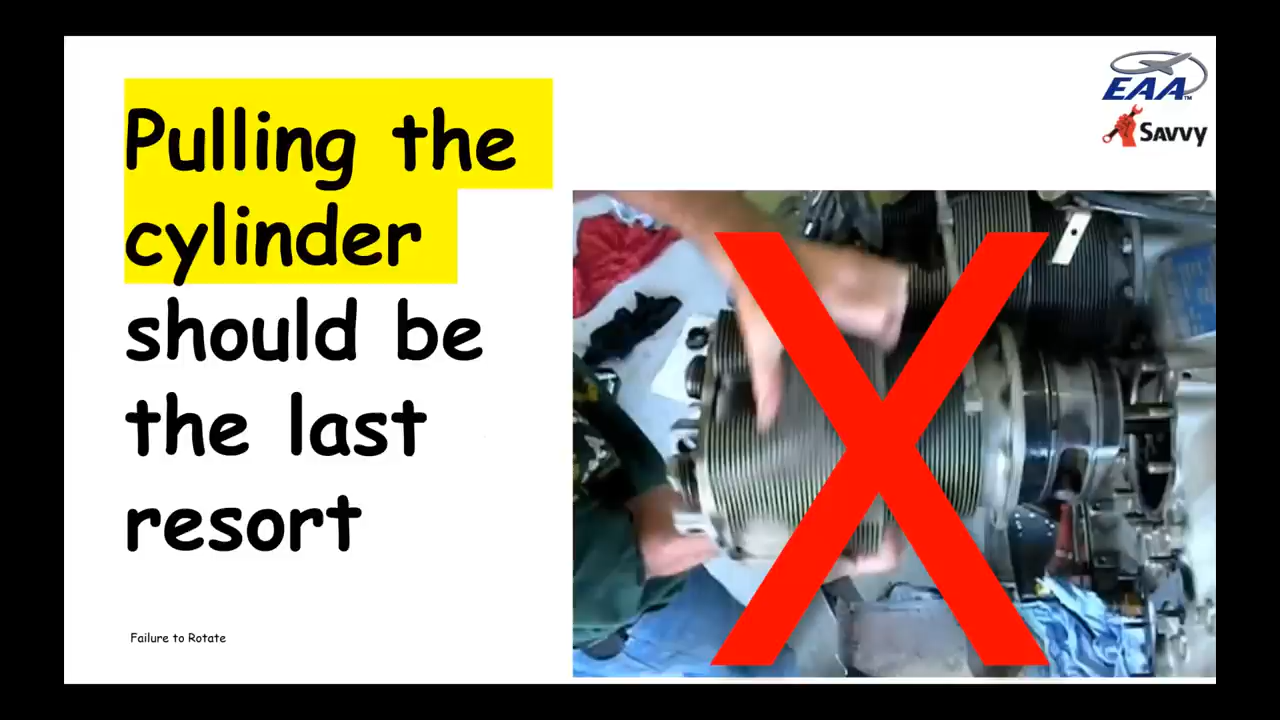 Pulling the
cylinder
should be
the last
resort
EAA
SAVVY
Failure to Rotate